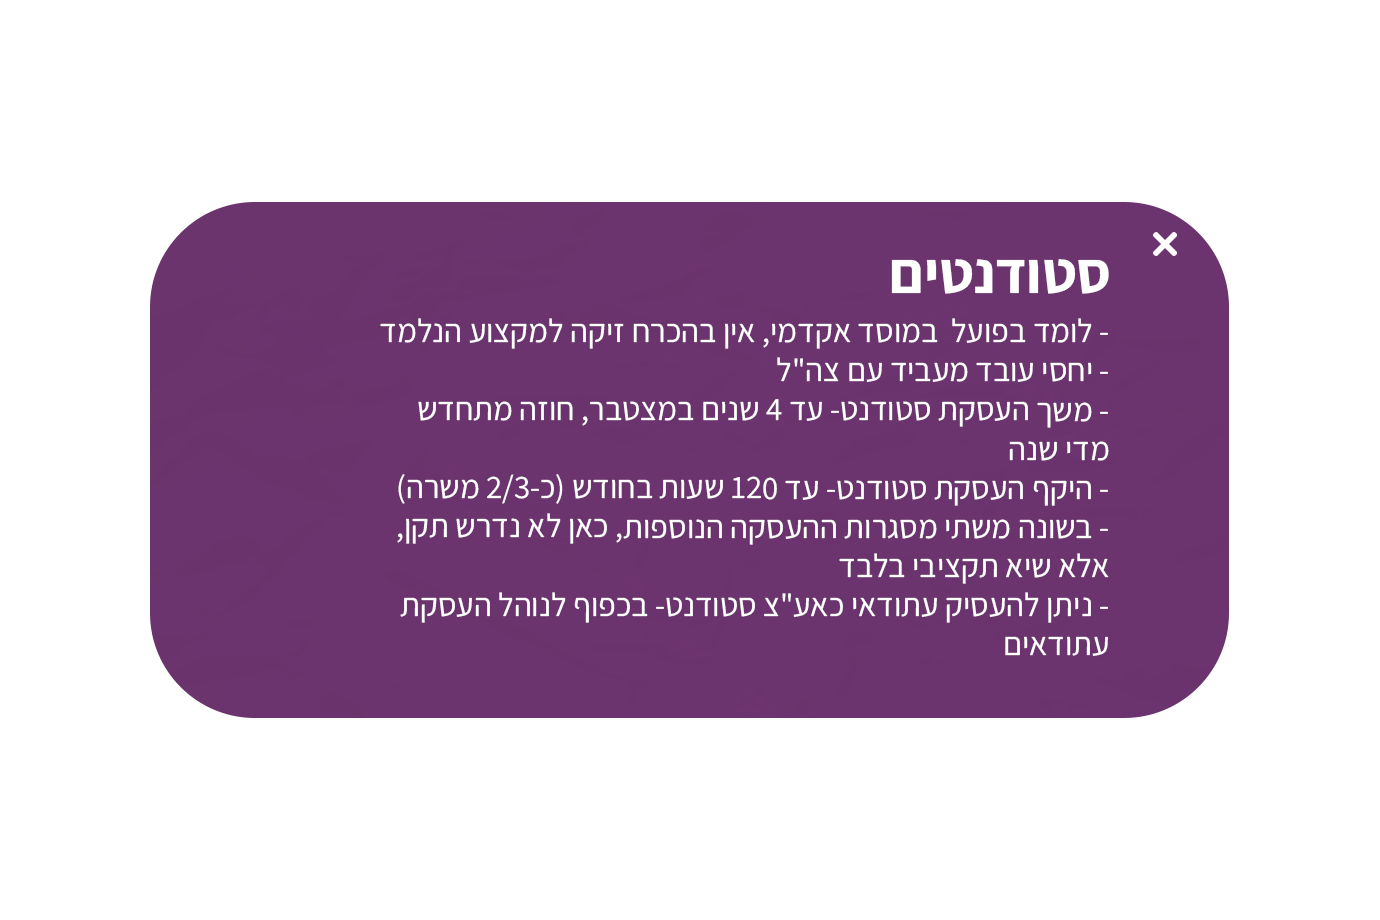 סטודנטים
- לומד בפועל  במוסד אקדמי, אין בהכרח זיקה למקצוע הנלמד
- יחסי עובד מעביד עם צה"ל
- משך העסקת סטודנט- עד 4 שנים במצטבר, חוזה מתחדש
מדי שנה
- היקף העסקת סטודנט- עד 120 שעות בחודש (כ-2/3 משרה)
- בשונה משתי מסגרות ההעסקה הנוספות, כאן לא נדרש תקן,
אלא שיא תקציבי בלבד
- ניתן להעסיק עתודאי כאע"צ סטודנט- בכפוף לנוהל העסקת
עתודאים